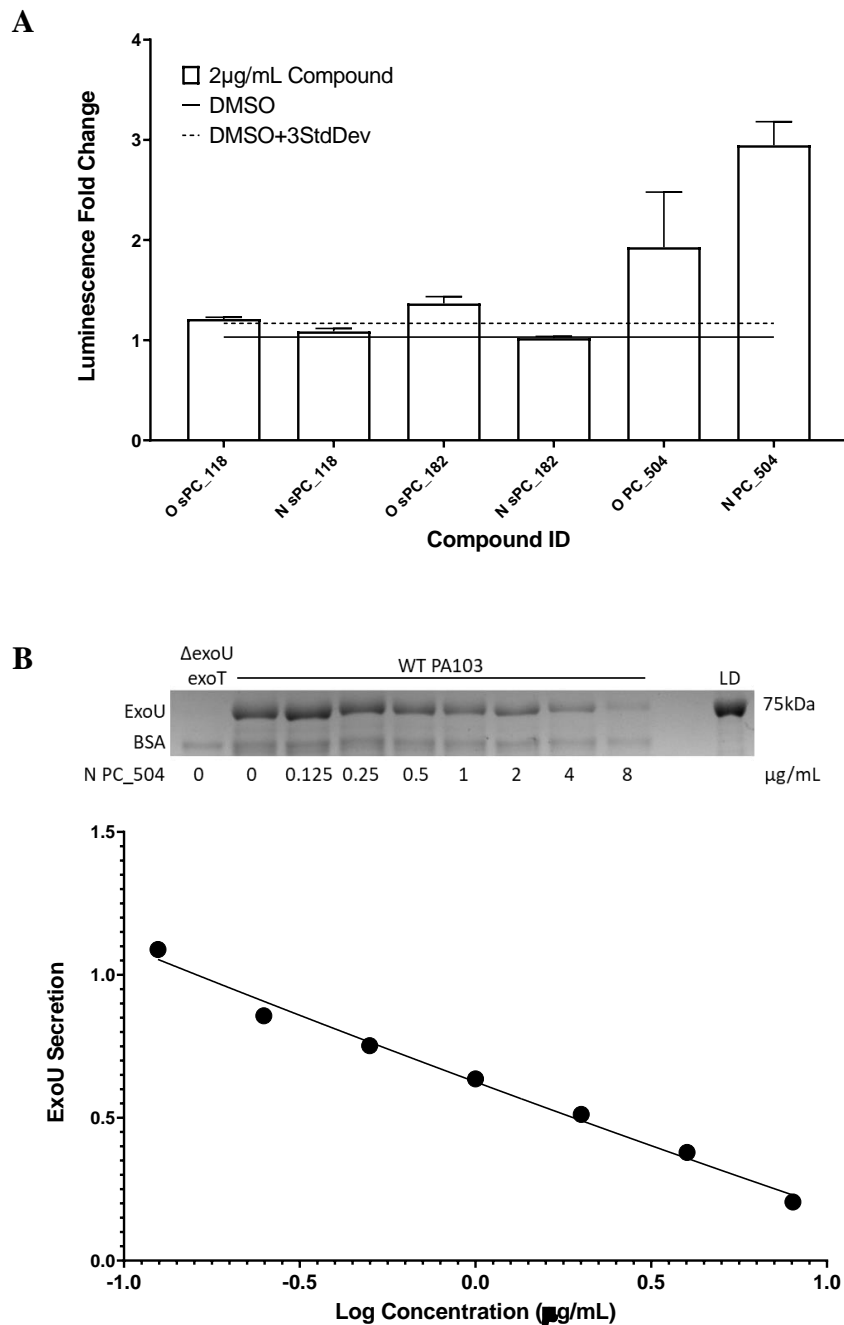 A
4
3
2
1
0
Luminescence Fold Change
2µg/mL Compound
DMSO
DMSO+3StdDev
O sPC_118
N sPC_118
O sPC_182
N sPC_182
O PC_504
N PC_504
Compound ID
B
ΔexoU
exoT
WT PA103
LD
ExoU
75kDa
BSA
N PC_504 0 0 0.125 0.25 0.5 1 2 4 8 µg/mL
1.5
1.0
0.5
0.0
ExoU Secretion
-1.0 -0.5 0.0 0.5 1.0
Log Concentration (µg/mL)